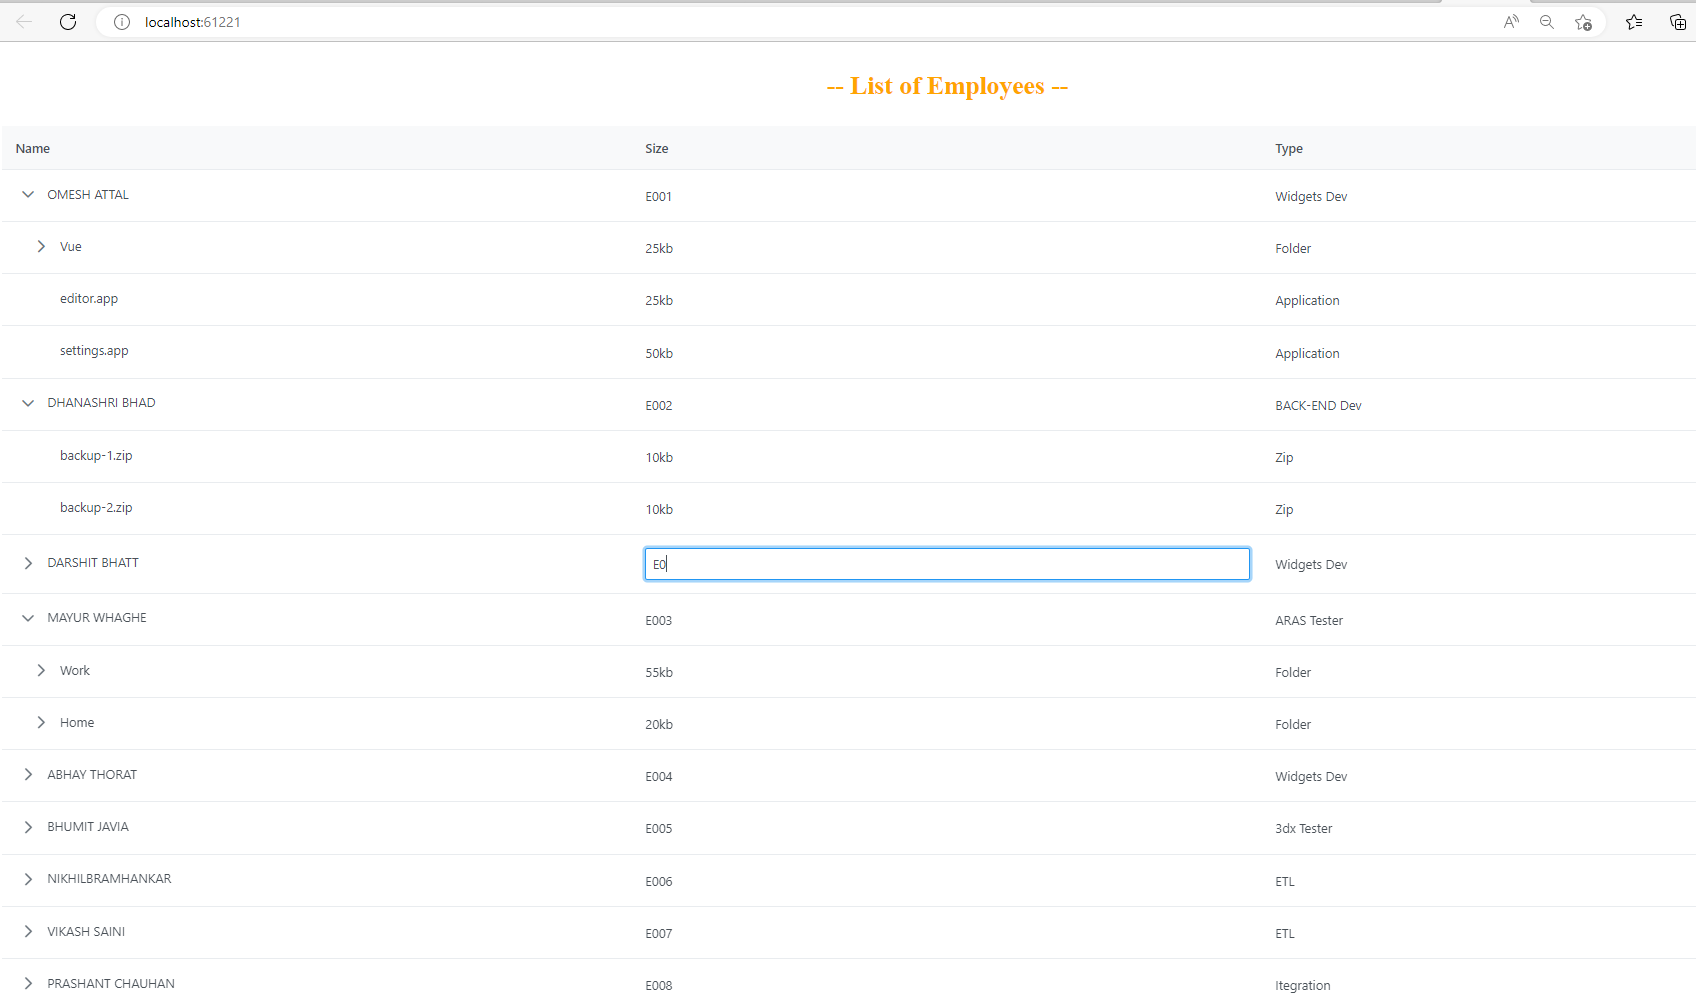 localhost:61221
-- List of Employees --
Name Size Type
OMESH ATTAL E001 Widgets Dev
Vue 25kb Folder
editor.app 25kb Application
settings.app 50kb Application
DHANASHRI BHAD E002 BACK-END Dev
backup-1.zip 10kb Zip
backup-2.zip 10kb Zip
DARSHIT BHATT E0 Widgets Dev
MAYUR WHAGHE E003 ARAS Tester
Work 55kb Folder
Home 20kb Folder
ABHAY THORAT E004 Widgets Dev
BHUMIT JAVIA E005 3dx Tester
NIKHILBRAMHANKAR E006 ETL
VIKASH SAINI E007 ETL
PRASHANT CHAUHAN E008 Itegration